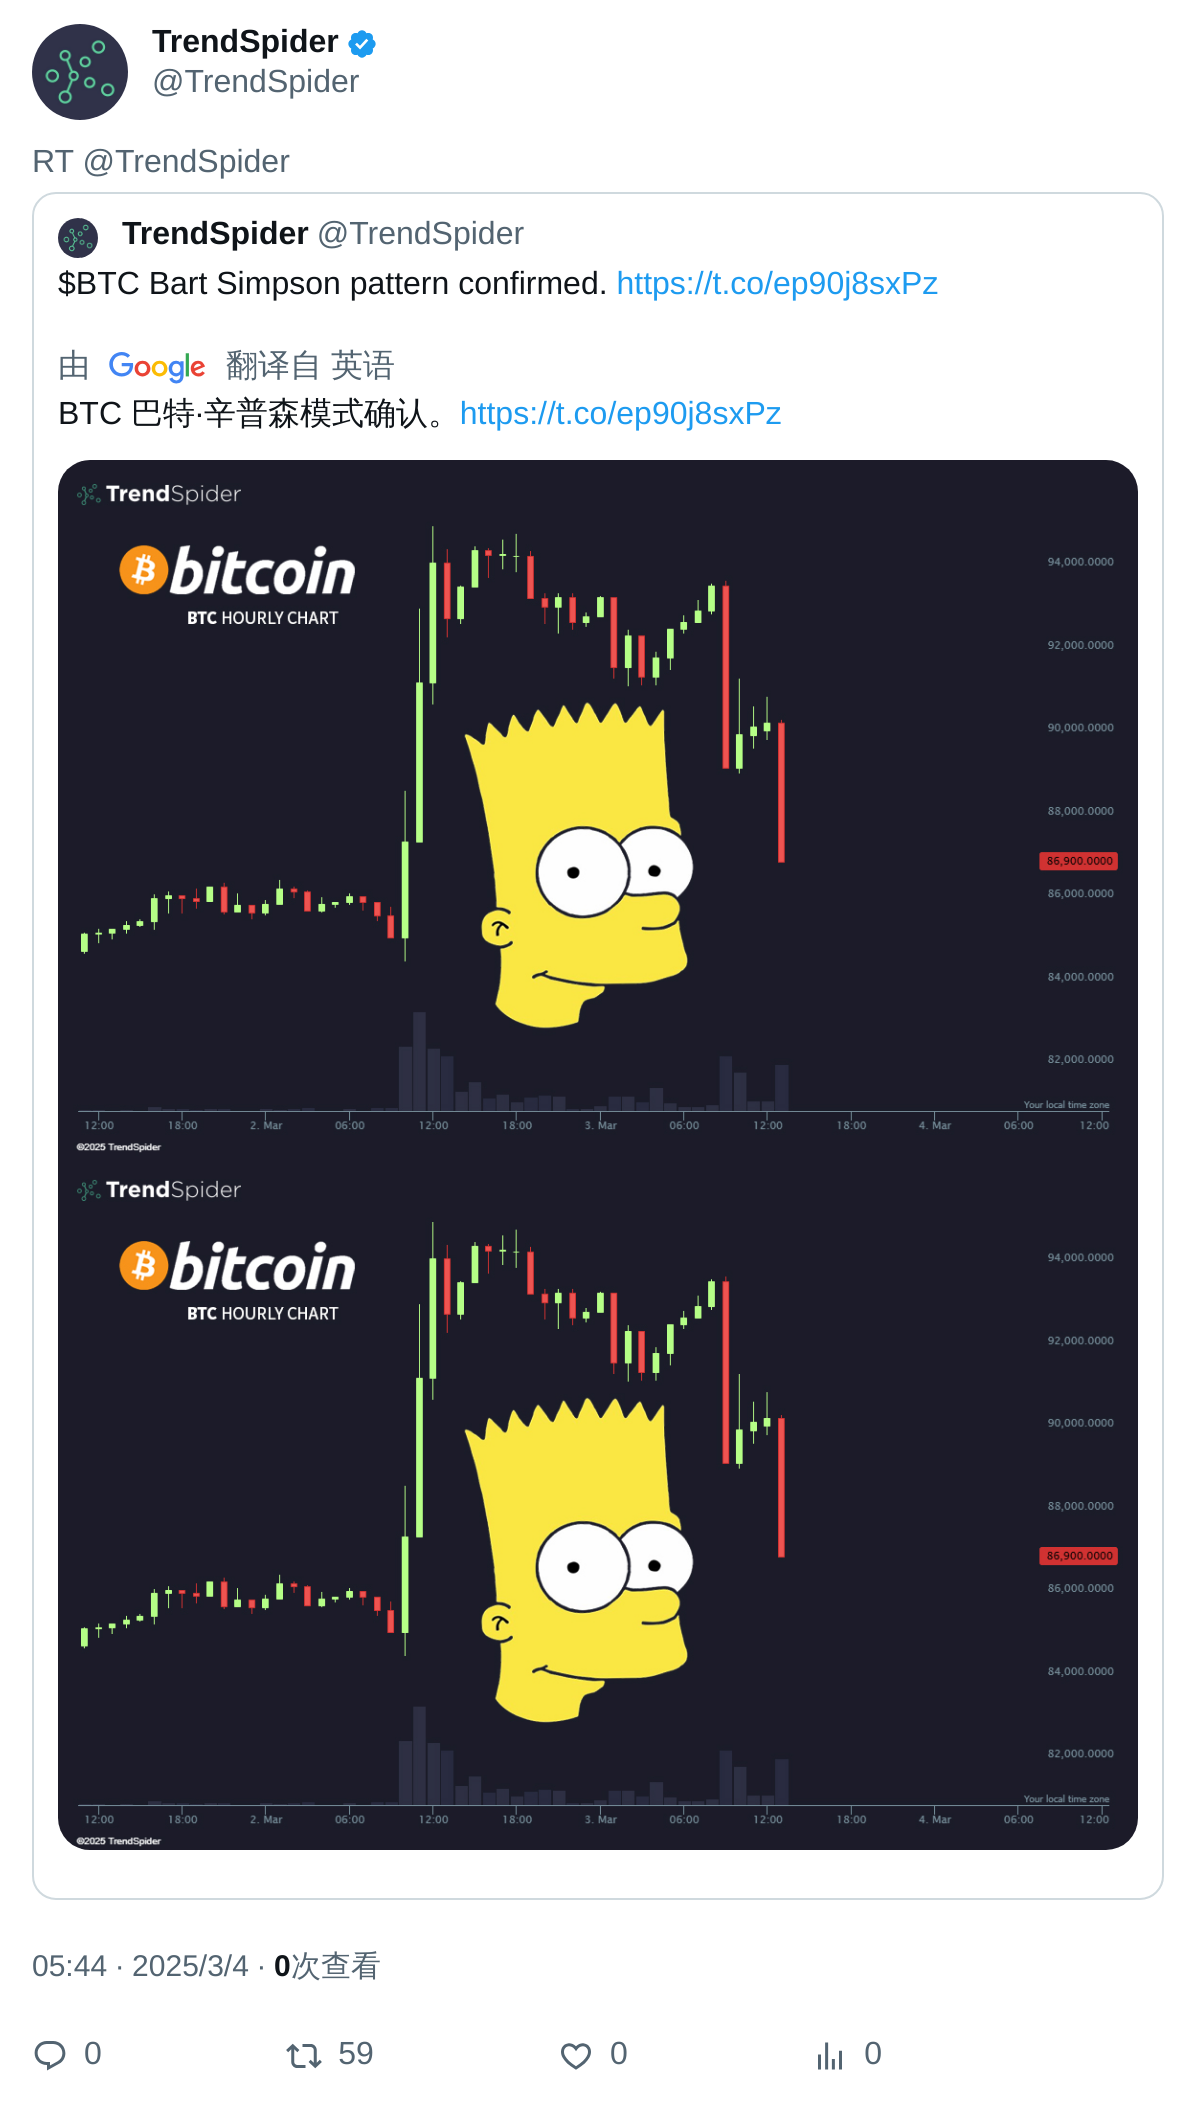 TrendSpider
@TrendSpider
RT @TrendSpider
TrendSpider @TrendSpider
$BTC Bart Simpson pattern confirmed. https://t.co/ep90j8sxPz
由 Google 翻译自 英语
BTC 巴特·辛普森模式确认。https://t.co/ep90j8sxPz
TrendSpider
bitcoin
BTC HOURLY CHART
94,000.0000
92,000.0000
90,000.0000
88,000.0000
86,900.0000
86,000.0000
84,000.0000
82,000.0000
Your local time zone
12:00 18:00 2. Mar 06:00 12:00 18:00 3. Mar 06:00 12:00 18:00 4. Mar 06:00 12:00
©2025 TrendSpider
TrendSpider
bitcoin
BTC HOURLY CHART
94,000.0000
92,000.0000
90,000.0000
88,000.0000
86,900.0000
86,000.0000
84,000.0000
82,000.0000
Your local time zone
12:00 18:00 2. Mar 06:00 12:00 18:00 3. Mar 06:00 12:00 18:00 4. Mar 06:00 12:00
©2025 TrendSpider
05:44 · 2025/3/4 · 0次查看
0 59 0 0